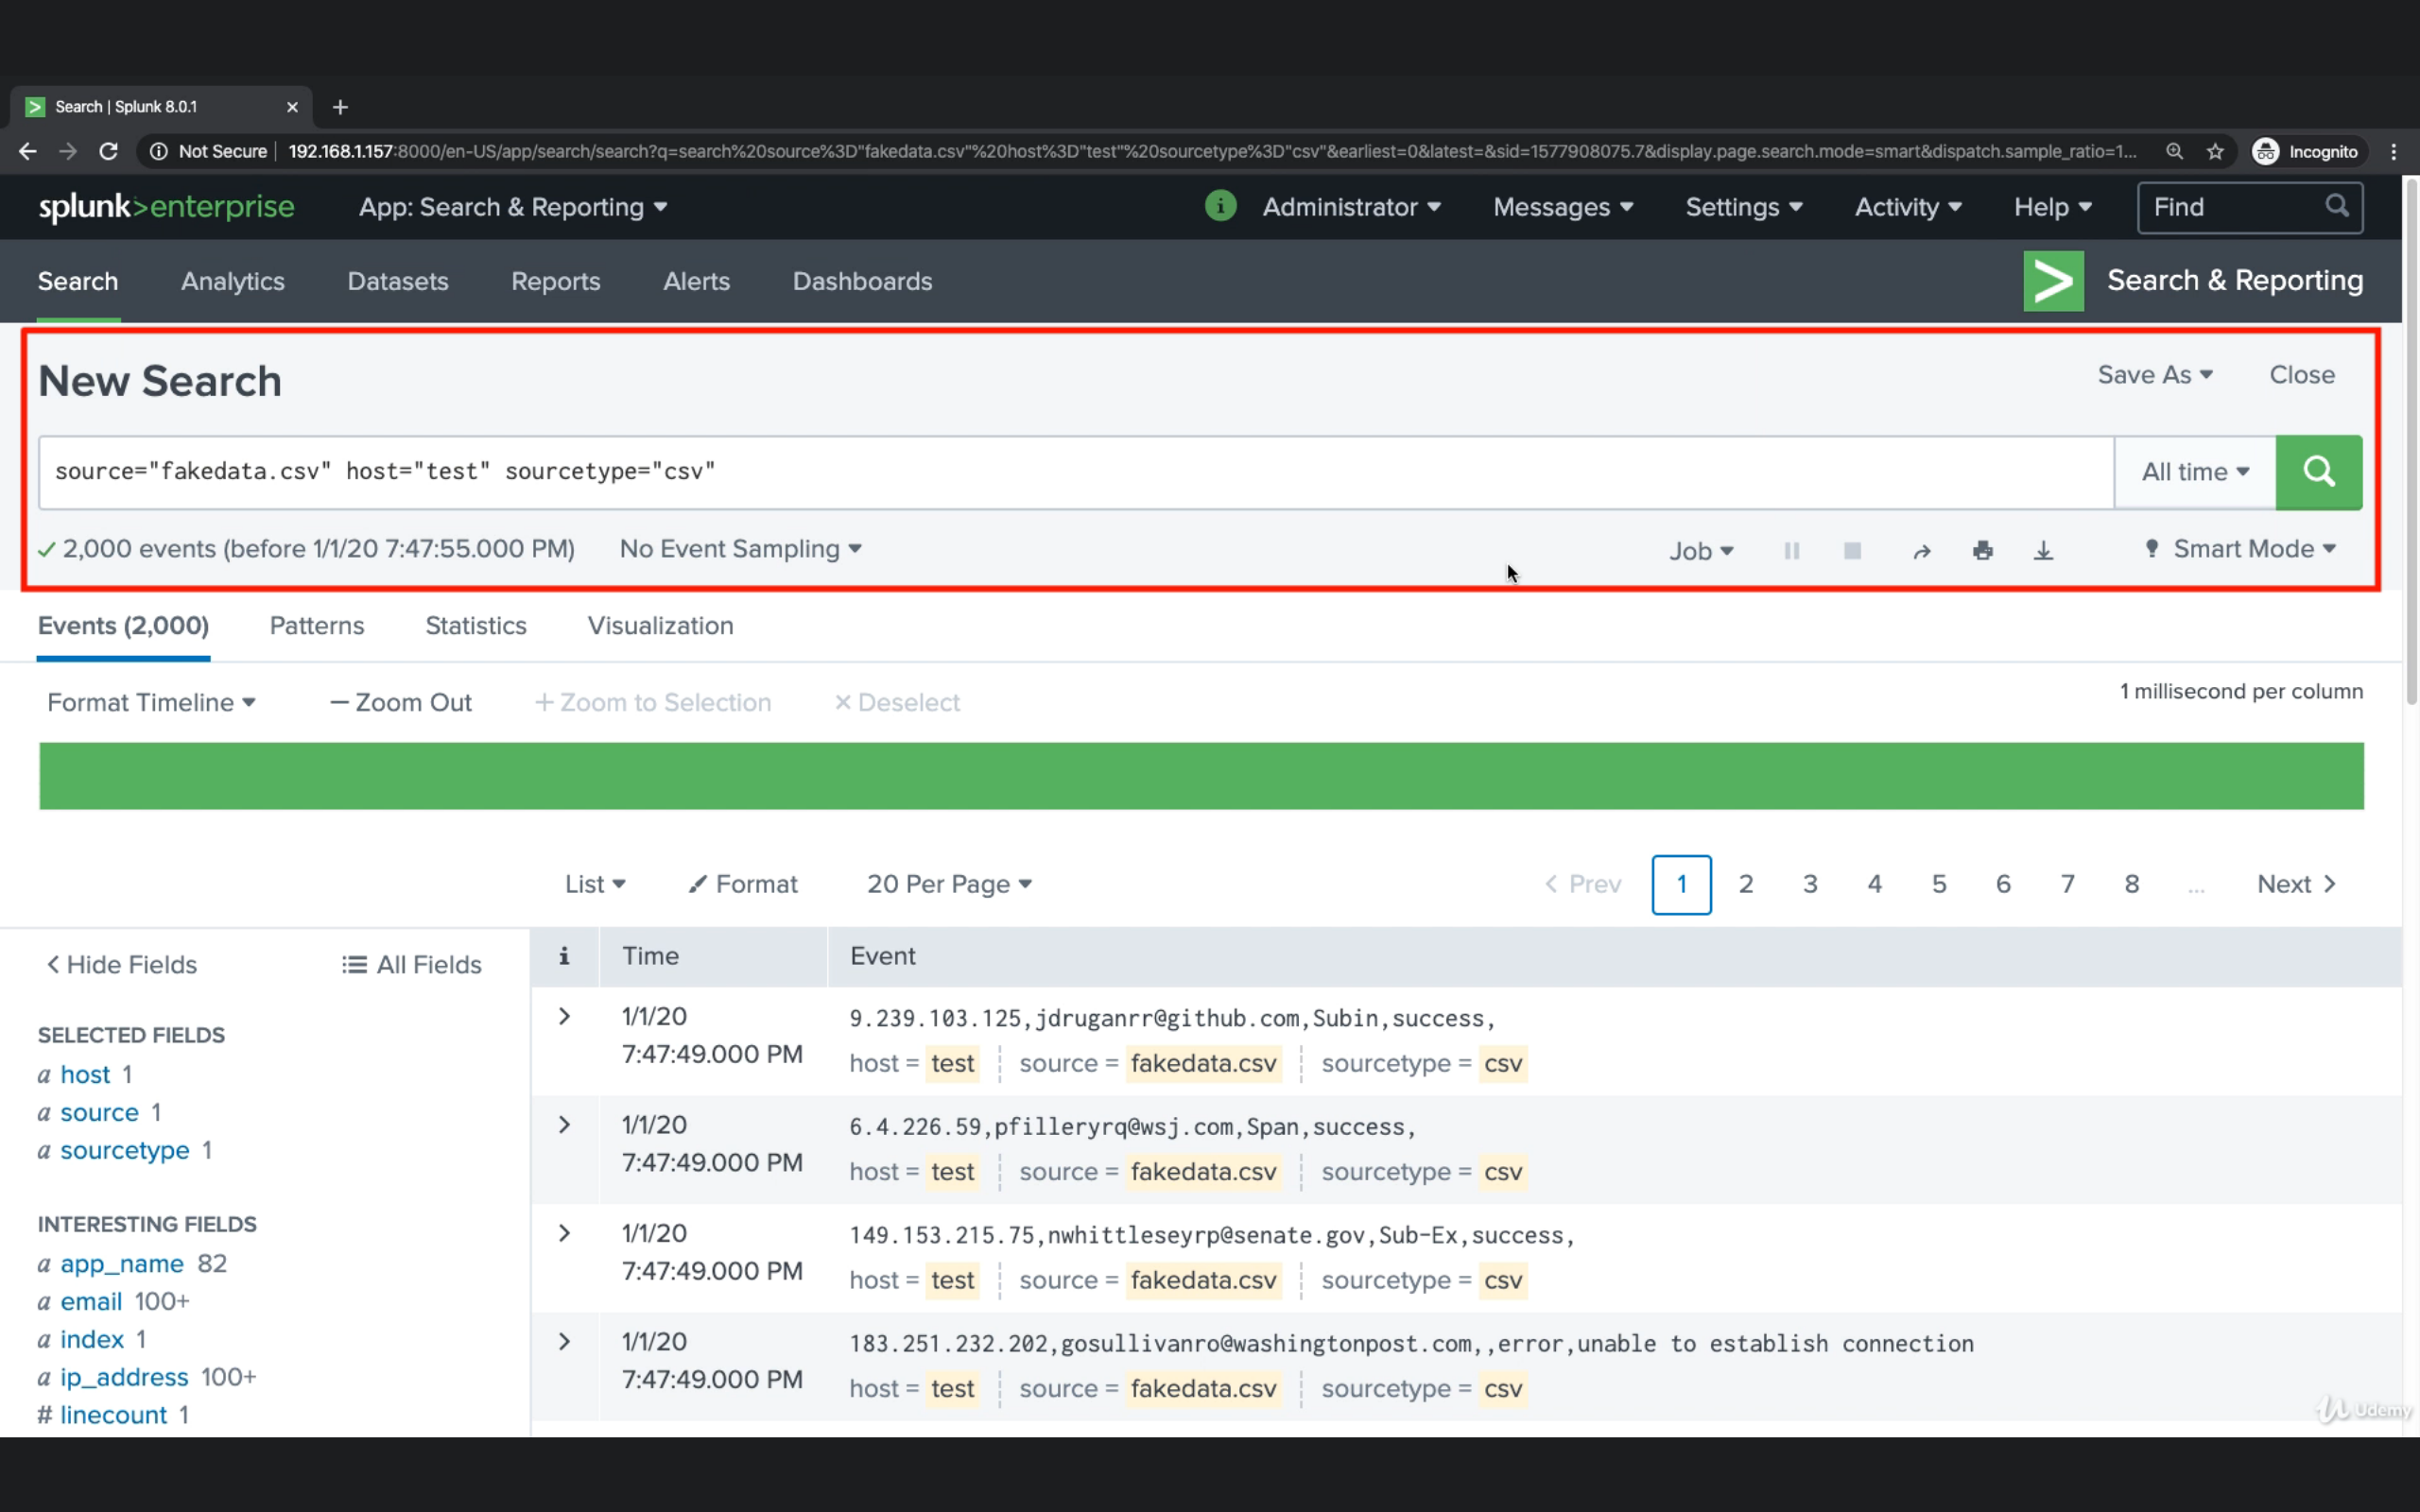 Search | Splunk 8.0.1
Not Secure 192.168.1.157:8000/en-US/app/search/search?q=search%20source%3D"fakedata.csv"%20host%3D"test"%20sourcetype%3D"csv"&earliest=0&latest=&sid=1577908075.7&display.page.search.mode=smart&dispatch.sample_ratio=1... Incognito
splunk>enterprise App: Search & Reporting i Administrator Messages Settings Activity Help Find
Search Analytics Datasets Reports Alerts Dashboards Search & Reporting
New Search Save As Close
source="fakedata.csv" host="test" sourcetype="csv" All time
2,000 events (before 1/1/20 7:47:55.000 PM) No Event Sampling Job Smart Mode
Events (2,000) Patterns Statistics Visualization
Format Timeline — Zoom Out + Zoom to Selection × Deselect 1 millisecond per column
List Format 20 Per Page < Prev 1 2 3 4 5 6 7 8 ... Next >
< Hide Fields All Fields i Time Event
SELECTED FIELDS
a host 1
a source 1
a sourcetype 1
INTERESTING FIELDS
a app_name 82
a email 100+
a index 1
a ip_address 100+
# linecount 1
> 1/1/20 9.239.103.125,jdruganrr@github.com,Subin,success,
7:47:49.000 PM host = test source = fakedata.csv sourcetype = csv
> 1/1/20 6.4.226.59,pfilleryrq@wsj.com,Span,success,
7:47:49.000 PM host = test source = fakedata.csv sourcetype = csv
> 1/1/20 149.153.215.75,nwhittleseyrp@senate.gov,Sub-Ex,success,
7:47:49.000 PM host = test source = fakedata.csv sourcetype = csv
> 1/1/20 183.251.232.202,gosullivanro@washingtonpost.com,,error,unable to establish connection
7:47:49.000 PM host = test source = fakedata.csv sourcetype = csv
Udemy